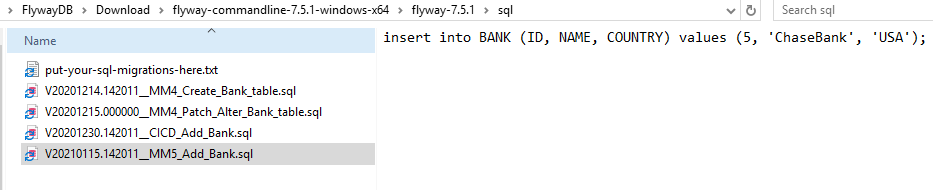 FlywayDB > Download > flyway-commandline-7.5.1-windows-x64 > flyway-7.5.1 > sql
Search sql
Name
insert into BANK (ID, NAME, COUNTRY) values (5, 'ChaseBank', 'USA');
put-your-sql-migrations-here.txt
V20201214.142011__MM4_Create_Bank_table.sql
V20201215.000000__MM4_Patch_Alter_Bank_table.sql
V20201230.142011__CICD_Add_Bank.sql
V20210115.142011__MM5_Add_Bank.sql